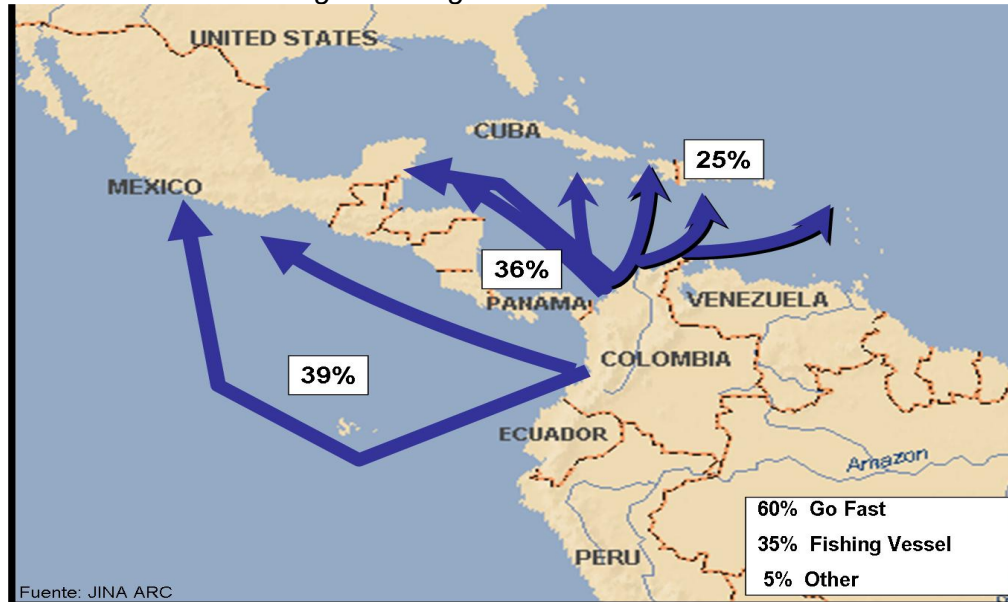 UNITED STATES
CUBA
25%
MEXICO
36%
PANAMA
VENEZUELA
COLOMBIA
39%
ECUADOR
Amazon
60% Go Fast
35% Fishing Vessel
5% Other
PERU
Fuente: JINA ARC